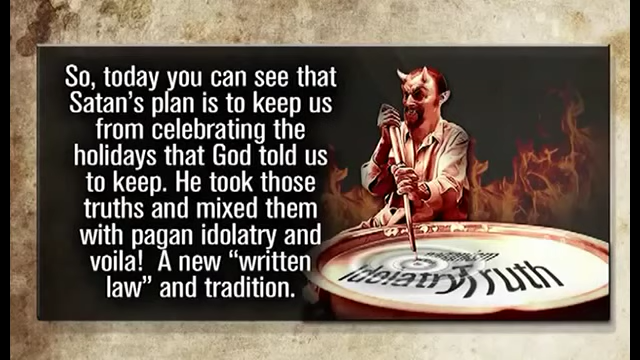 So, today you can see that
Satan's plan is to keep us
from celebrating the
holidays that God told us
to keep. He took those
truths and mixed them
with pagan idolatry and
voila!  A new “written
law” and tradition.
idolatry Truth